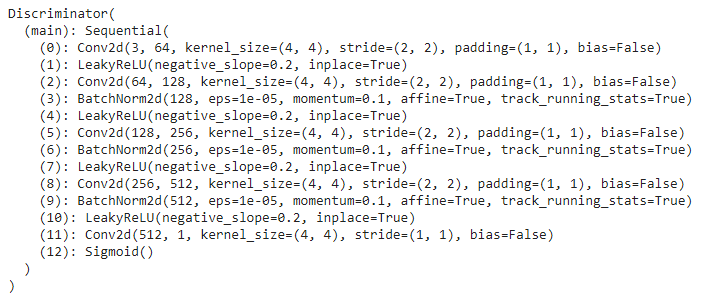 Discriminator(
  (main): Sequential(
    (0): Conv2d(3, 64, kernel_size=(4, 4), stride=(2, 2), padding=(1, 1), bias=False)
    (1): LeakyReLU(negative_slope=0.2, inplace=True)
    (2): Conv2d(64, 128, kernel_size=(4, 4), stride=(2, 2), padding=(1, 1), bias=False)
    (3): BatchNorm2d(128, eps=1e-05, momentum=0.1, affine=True, track_running_stats=True)
    (4): LeakyReLU(negative_slope=0.2, inplace=True)
    (5): Conv2d(128, 256, kernel_size=(4, 4), stride=(2, 2), padding=(1, 1), bias=False)
    (6): BatchNorm2d(256, eps=1e-05, momentum=0.1, affine=True, track_running_stats=True)
    (7): LeakyReLU(negative_slope=0.2, inplace=True)
    (8): Conv2d(256, 512, kernel_size=(4, 4), stride=(2, 2), padding=(1, 1), bias=False)
    (9): BatchNorm2d(512, eps=1e-05, momentum=0.1, affine=True, track_running_stats=True)
    (10): LeakyReLU(negative_slope=0.2, inplace=True)
    (11): Conv2d(512, 1, kernel_size=(4, 4), stride=(1, 1), bias=False)
    (12): Sigmoid()
  )
)